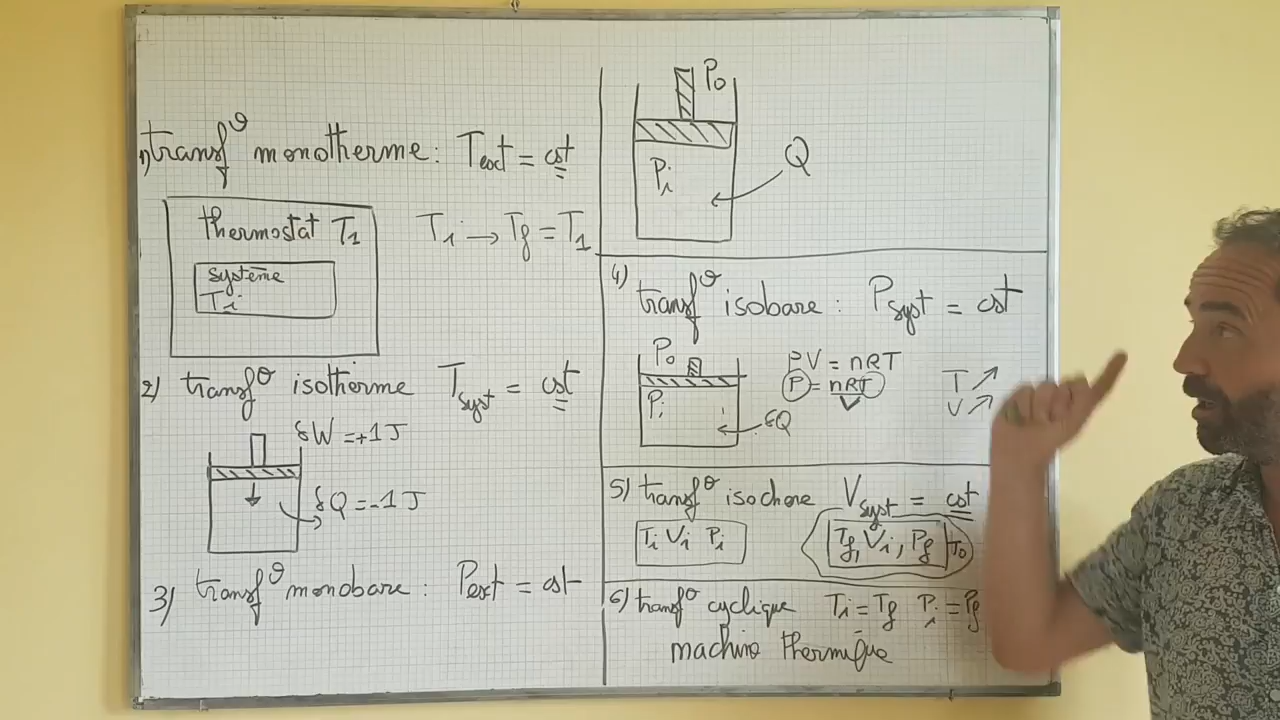 1) transf° monotherme : Text = cst
thermostat T1
système
Ti
Ti → Tf = T1
2) transf° isotherme Tsyst = cst
δW = +1J
δQ = -1J
3) transf° monobare : Pext = cst
P0
Pi
Q
4) transf° isobare : Psyst = cst
P0
Pi
δQ
PV = nRT
P = nRT
V
T ↗
V ↗
5) transf° isochore Vsyst = cst
Ti Vi Pi
Tf, Vi, Pf T0
6) transf° cyclique Ti = Tf Pi = Pf
machine thermique